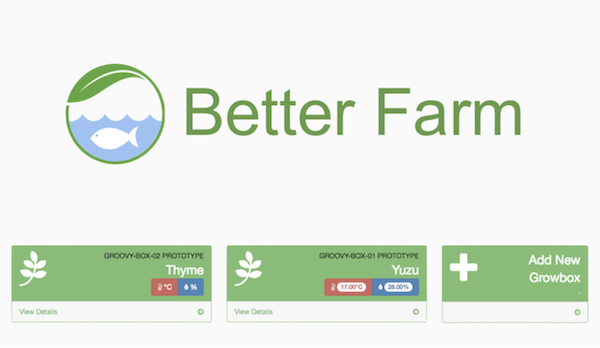 Better Farm
GROOVY-BOX-02 PROTOTYPE
Thyme
°C %
View Details
GROOVY-BOX-01 PROTOTYPE
Yuzu
17.00°C 28.00%
View Details
Add New
Growbox
.